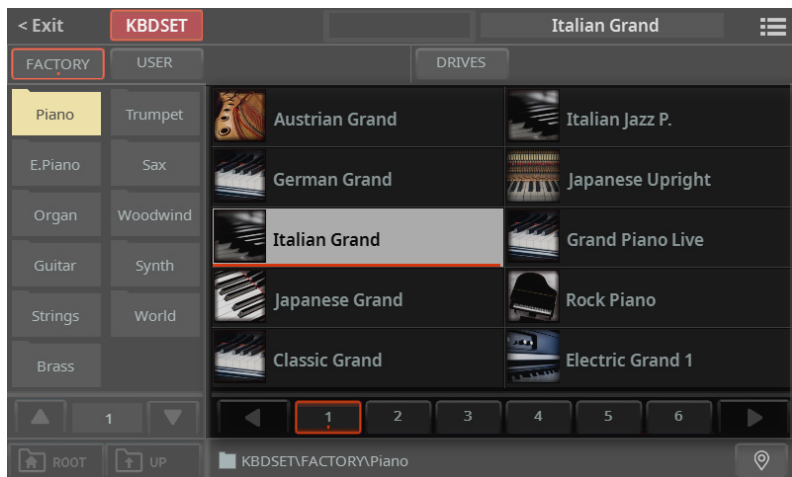 < Exit KBDSET Italian Grand
FACTORY USER DRIVES
Piano Trumpet
E.Piano Sax
Organ Woodwind
Guitar Synth
Strings World
Brass
Austrian Grand Italian Jazz P.
German Grand Japanese Upright
Italian Grand Grand Piano Live
Japanese Grand Rock Piano
Classic Grand Electric Grand 1
1 1 2 3 4 5 6
ROOT UP KBDSET\FACTORY\Piano